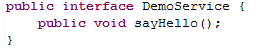 public interface DemoService {
    public void sayHello();
}